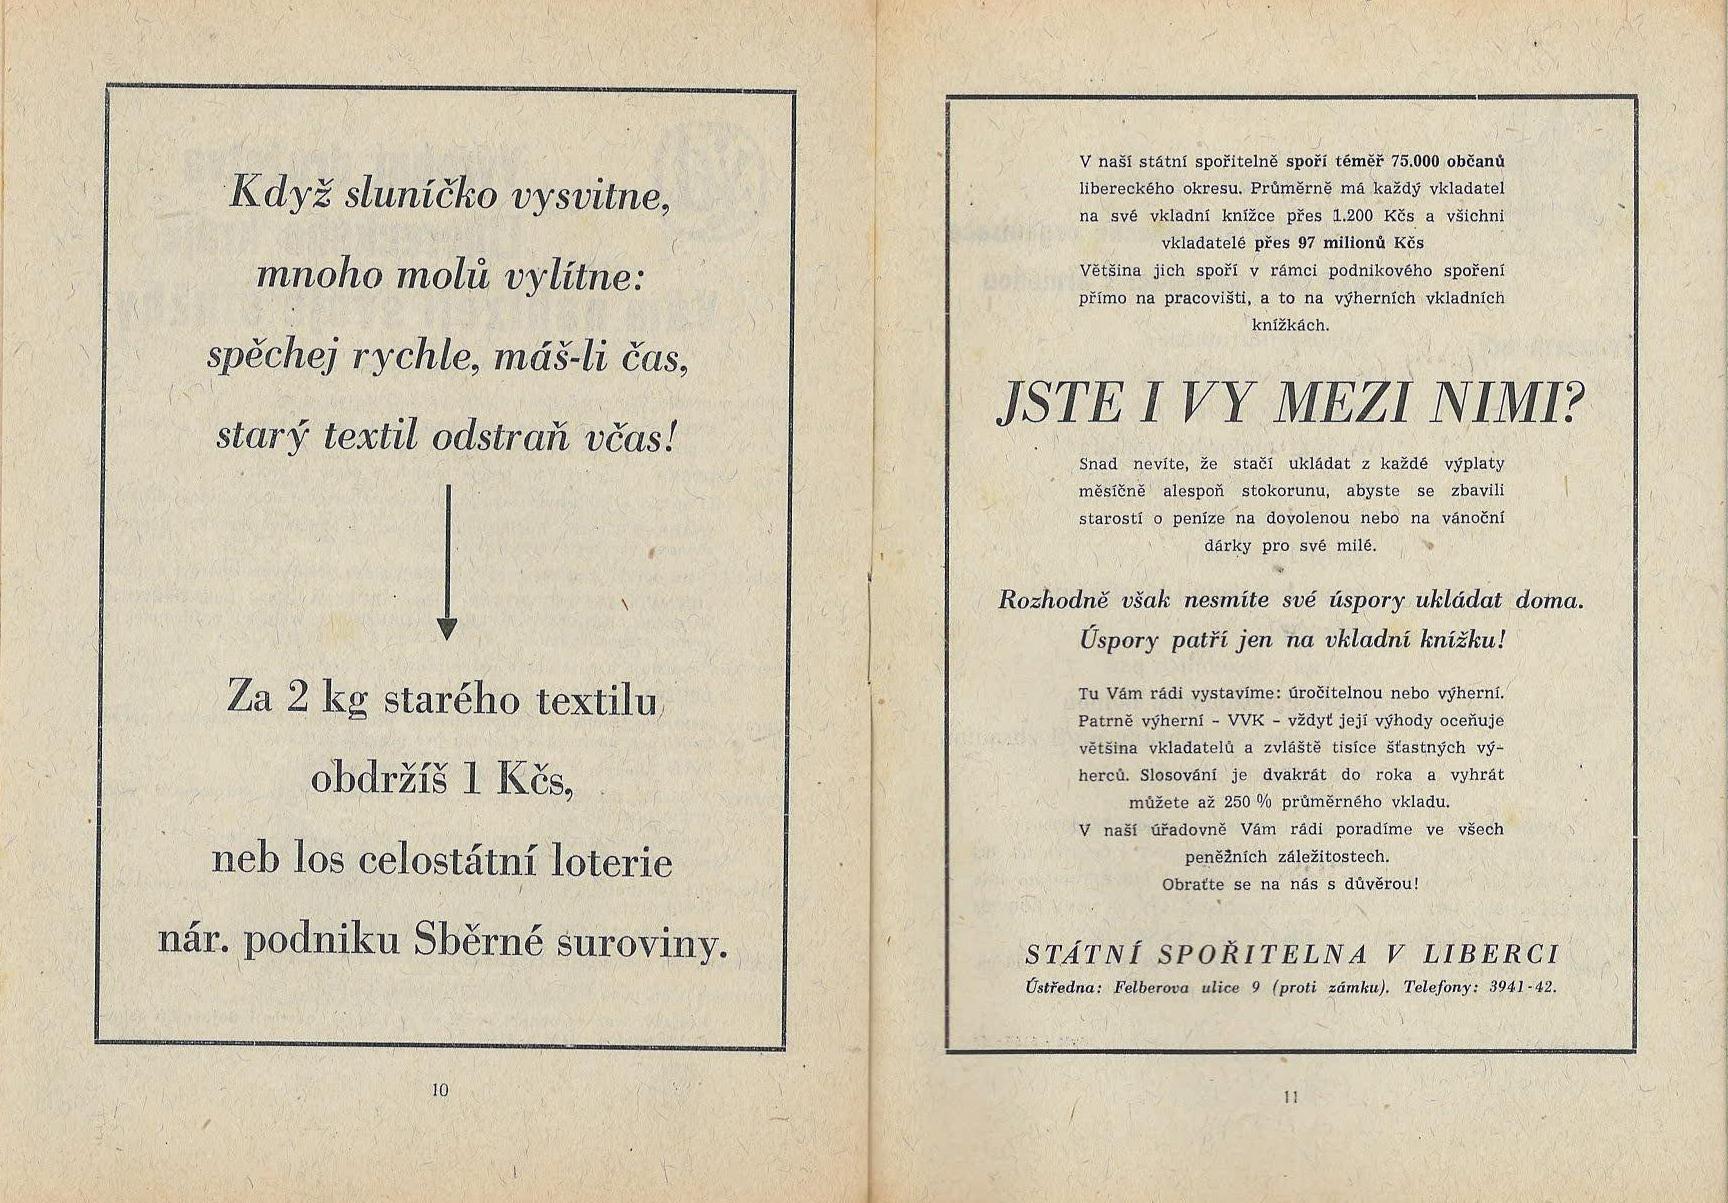 Když sluníčko vysvitne,
mnoho molů vylítne:
spěchej rychle, máš-li čas,
starý textil odstraň včas!
Za 2 kg starého textilu
obdržíš 1 Kčs,
neb los celostátní loterie
nár. podniku Sběrné suroviny.
10
V naší státní spořitelně spoří téměř 75.000 občanů
libereckého okresu. Průměrně má každý vkladatel
na své vkladní knížce přes 1.200 Kčs a všichni
vkladatelé přes 97 milionů Kčs
Většina jich spoří v rámci podnikového spoření
přímo na pracovišti, a to na výherních vkladních
knížkách.
JSTE I VY MEZI NIMI?
Snad nevíte, že stačí ukládat z každé výplaty
měsíčně alespoň stokorunu, abyste se zbavili
starostí o peníze na dovolenou nebo na vánoční
dárky pro své milé.
Rozhodně však nesmíte své úspory ukládat doma.
Úspory patří jen na vkladní knížku!
Tu Vám rádi vystavíme: úročitelnou nebo výherní.
Patrně výherní - VVK - vždyť její výhody oceňuje
většina vkladatelů a zvláště tisíce šťastných vý-
herců. Slosování je dvakrát do roka a vyhrát
můžete až 250 % průměrného vkladu.
V naší úřadovně Vám rádi poradíme ve všech
peněžních záležitostech.
Obraťte se na nás s důvěrou!
STÁTNÍ SPOŘITELNA V LIBERCI
Ústředna: Felberova ulice 9 (proti zámku). Telefony: 3941-42.
11